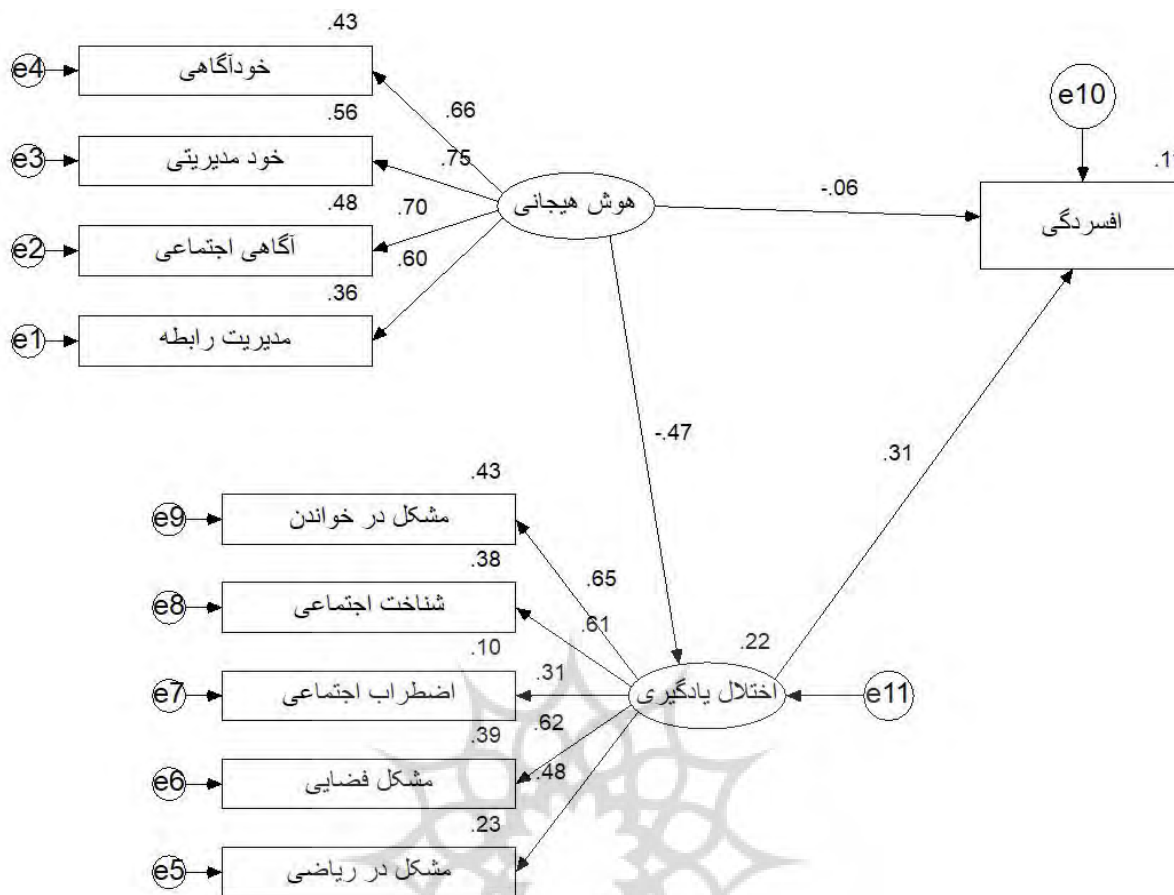 .43
e4
خودآگاهی
.66
.56
e3
خود مدیریتی
.75
.48
e2
آگاهی اجتماعی
.70
.36
e1
مدیریت رابطه
.60
هوش هیجانی
-.06
e10
.11
افسردگی
-.47
.31
.43
e9
مشکل در خواندن
.65
.38
e8
شناخت اجتماعی
.61
.10
e7
اضطراب اجتماعی
.31
.39
e6
مشکل فضایی
.62
.23
e5
مشکل در ریاضی
.48
.22
اختلال یادگیری
e11